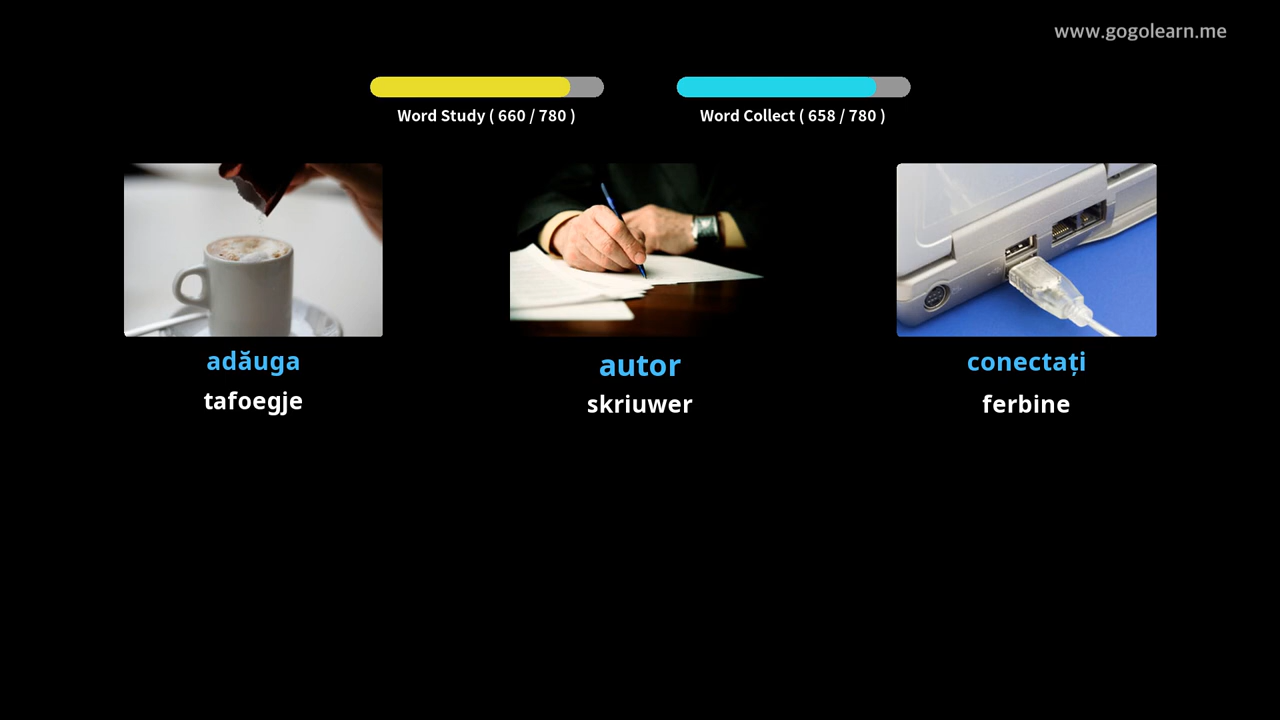 www.gogolearn.me
Word Study ( 660 / 780 )
Word Collect ( 658 / 780 )
adăuga
autor
conectați
tafoegje
skriuwer
ferbine